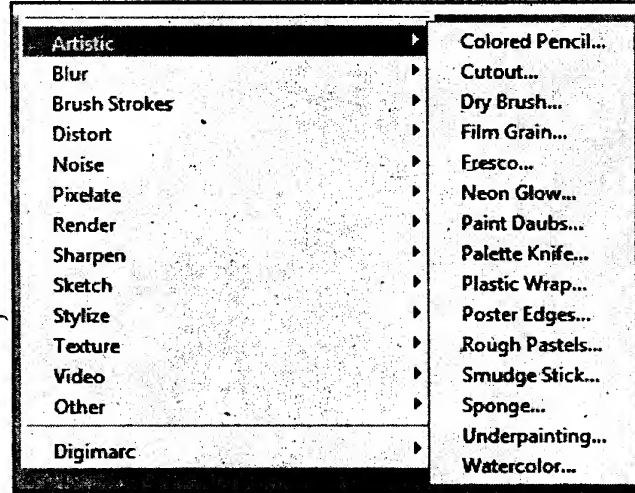 Artistic
Blur
Brush Strokes
Distort
Noise
Pixelate
Render
Sharpen
Sketch
Stylize
Texture
Video
Other
Digimarc
Colored Pencil...
Cutout...
Dry Brush...
Film Grain...
Fresco...
Neon Glow...
Paint Daubs...
Palette Knife...
Plastic Wrap...
Poster Edges...
Rough Pastels...
Smudge Stick...
Sponge...
Underpainting...
Watercolor...